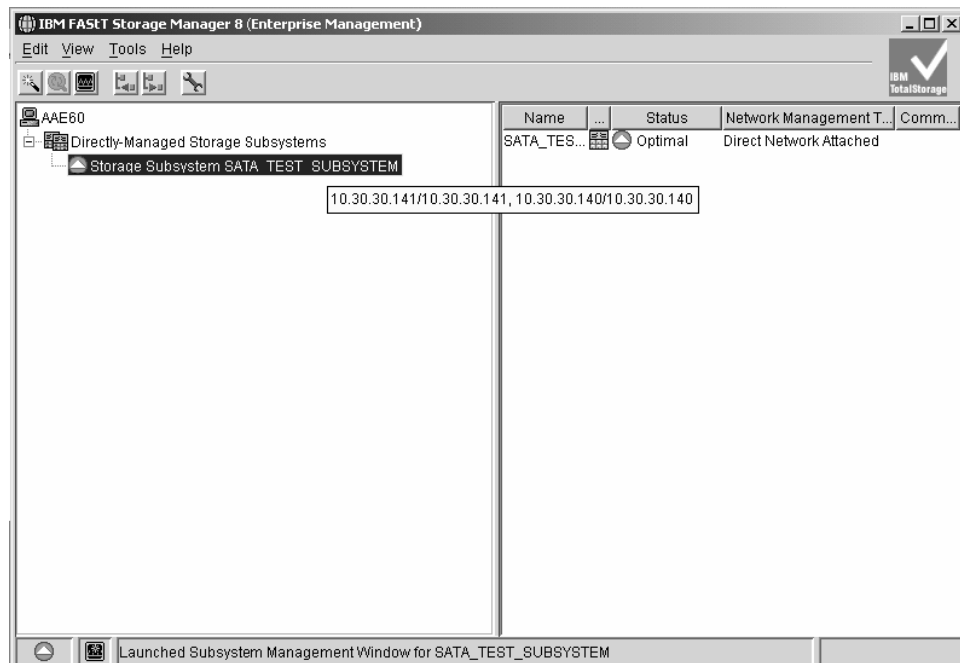 IBM FAStT Storage Manager 8 (Enterprise Management)
Edit View Tools Help
IBM
TotalStorage
AAE60
Directly-Managed Storage Subsystems
Storage Subsystem SATA_TEST_SUBSYSTEM
10.30.30.141/10.30.30.141, 10.30.30.140/10.30.30.140
Name ... Status Network Management T... Comm...
SATA_TES... Optimal Direct Network Attached
Launched Subsystem Management Window for SATA_TEST_SUBSYSTEM